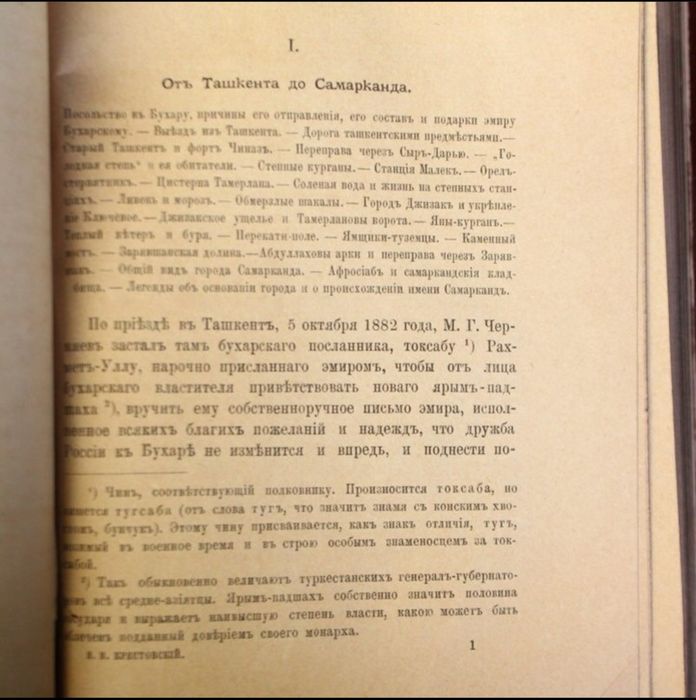 I.
Отъ Ташкента до Самарканда.
Посольство въ Бухару, причины его отправленія, его составъ и подарки эмиру
Бухарскому. — Выѣздъ изъ Ташкента. — Дорога ташкентскими предмѣстьями.—
Старый Ташкентъ и фортъ Чиназъ. — Переправа черезъ Сыръ-Дарью. — „Го-
лодная степь“ и ея обитатели. — Степные курганы. — Станція Малекъ. — Орелъ-
стервятникъ. — Цистерна Тамерлана. — Соленая вода и жизнь на степныхъ стан-
ціяхъ. — Ливень и морозъ. — Обмерзлые шакалы. — Городъ Джизакъ и укрѣпле-
ніе Ключевое. — Джизакское ущелье и Тамерлановы ворота. — Яны-курганъ.—
Теплый вѣтеръ и буря. — Перекати-поле. — Ямщики-туземцы. — Каменный
мостъ. — Заравшанская долина.—Абдуллаховы арки и переправа черезъ Зарав-
шанъ. — Общій видъ города Самарканда. — Афросіабъ и самаркандскія клад-
бища. — Легенды объ основаніи города и о происхожденіи имени Самаркандъ.
По пріѣздѣ въ Ташкентъ, 5 октября 1882 года, М. Г. Чер-
няевъ засталъ тамъ бухарскаго посланника, токсабу ¹) Рах-
метъ-Уллу, нарочно присланнаго эмиромъ, чтобы отъ лица
бухарскаго властителя привѣтствовать новаго ярымъ-пад-
шаха ²), вручить ему собственноручное письмо эмира, испол-
ненное всякихъ благихъ пожеланій и надеждъ, что дружба
Россіи къ Бухарѣ не измѣнится и впредь, и поднести по-
¹) Чинъ, соотвѣтствующій полковнику. Произносится токсаба, но
пишется тугсаба (отъ слова тугъ, что значитъ знамя съ конскимъ хво-
стомъ, бунчукъ). Этому чину присваивается, какъ знакъ отличія, тугъ,
возимый въ военное время и въ строю особымъ знаменосцемъ за ток-
сабой.
²) Такъ обыкновенно величаютъ туркестанскихъ генералъ-губернато-
ровъ всѣ средне-азіятцы. Ярымъ-падшахъ собственно значитъ половина
государя и выражаетъ наивысшую степень власти, какою можетъ быть
облеченъ подданный довѣріемъ своего монарха.
В. В. КРЕСТОВСКІЙ.
1